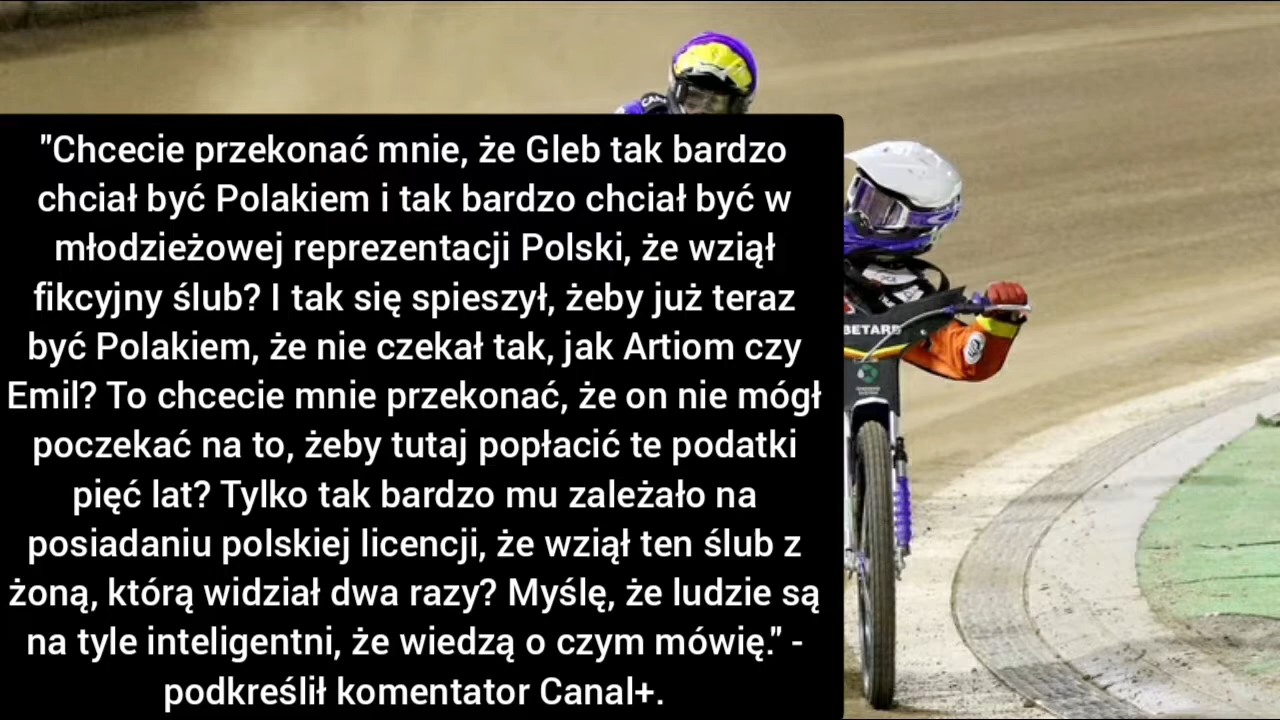 "Chcecie przekonać mnie, że Gleb tak bardzo
chciał być Polakiem i tak bardzo chciał być w
młodzieżowej reprezentacji Polski, że wziął
fikcyjny ślub? I tak się spieszył, żeby już teraz
być Polakiem, że nie czekał tak, jak Artiom czy
Emil? To chcecie mnie przekonać, że on nie mógł
poczekać na to, żeby tutaj popłacić te podatki
pięć lat? Tylko tak bardzo mu zależało na
posiadaniu polskiej licencji, że wziął ten ślub z
żoną, którą widział dwa razy? Myślę, że ludzie są
na tyle inteligentni, że wiedzą o czym mówię." -
podkreślił komentator Canal+.
BETARD